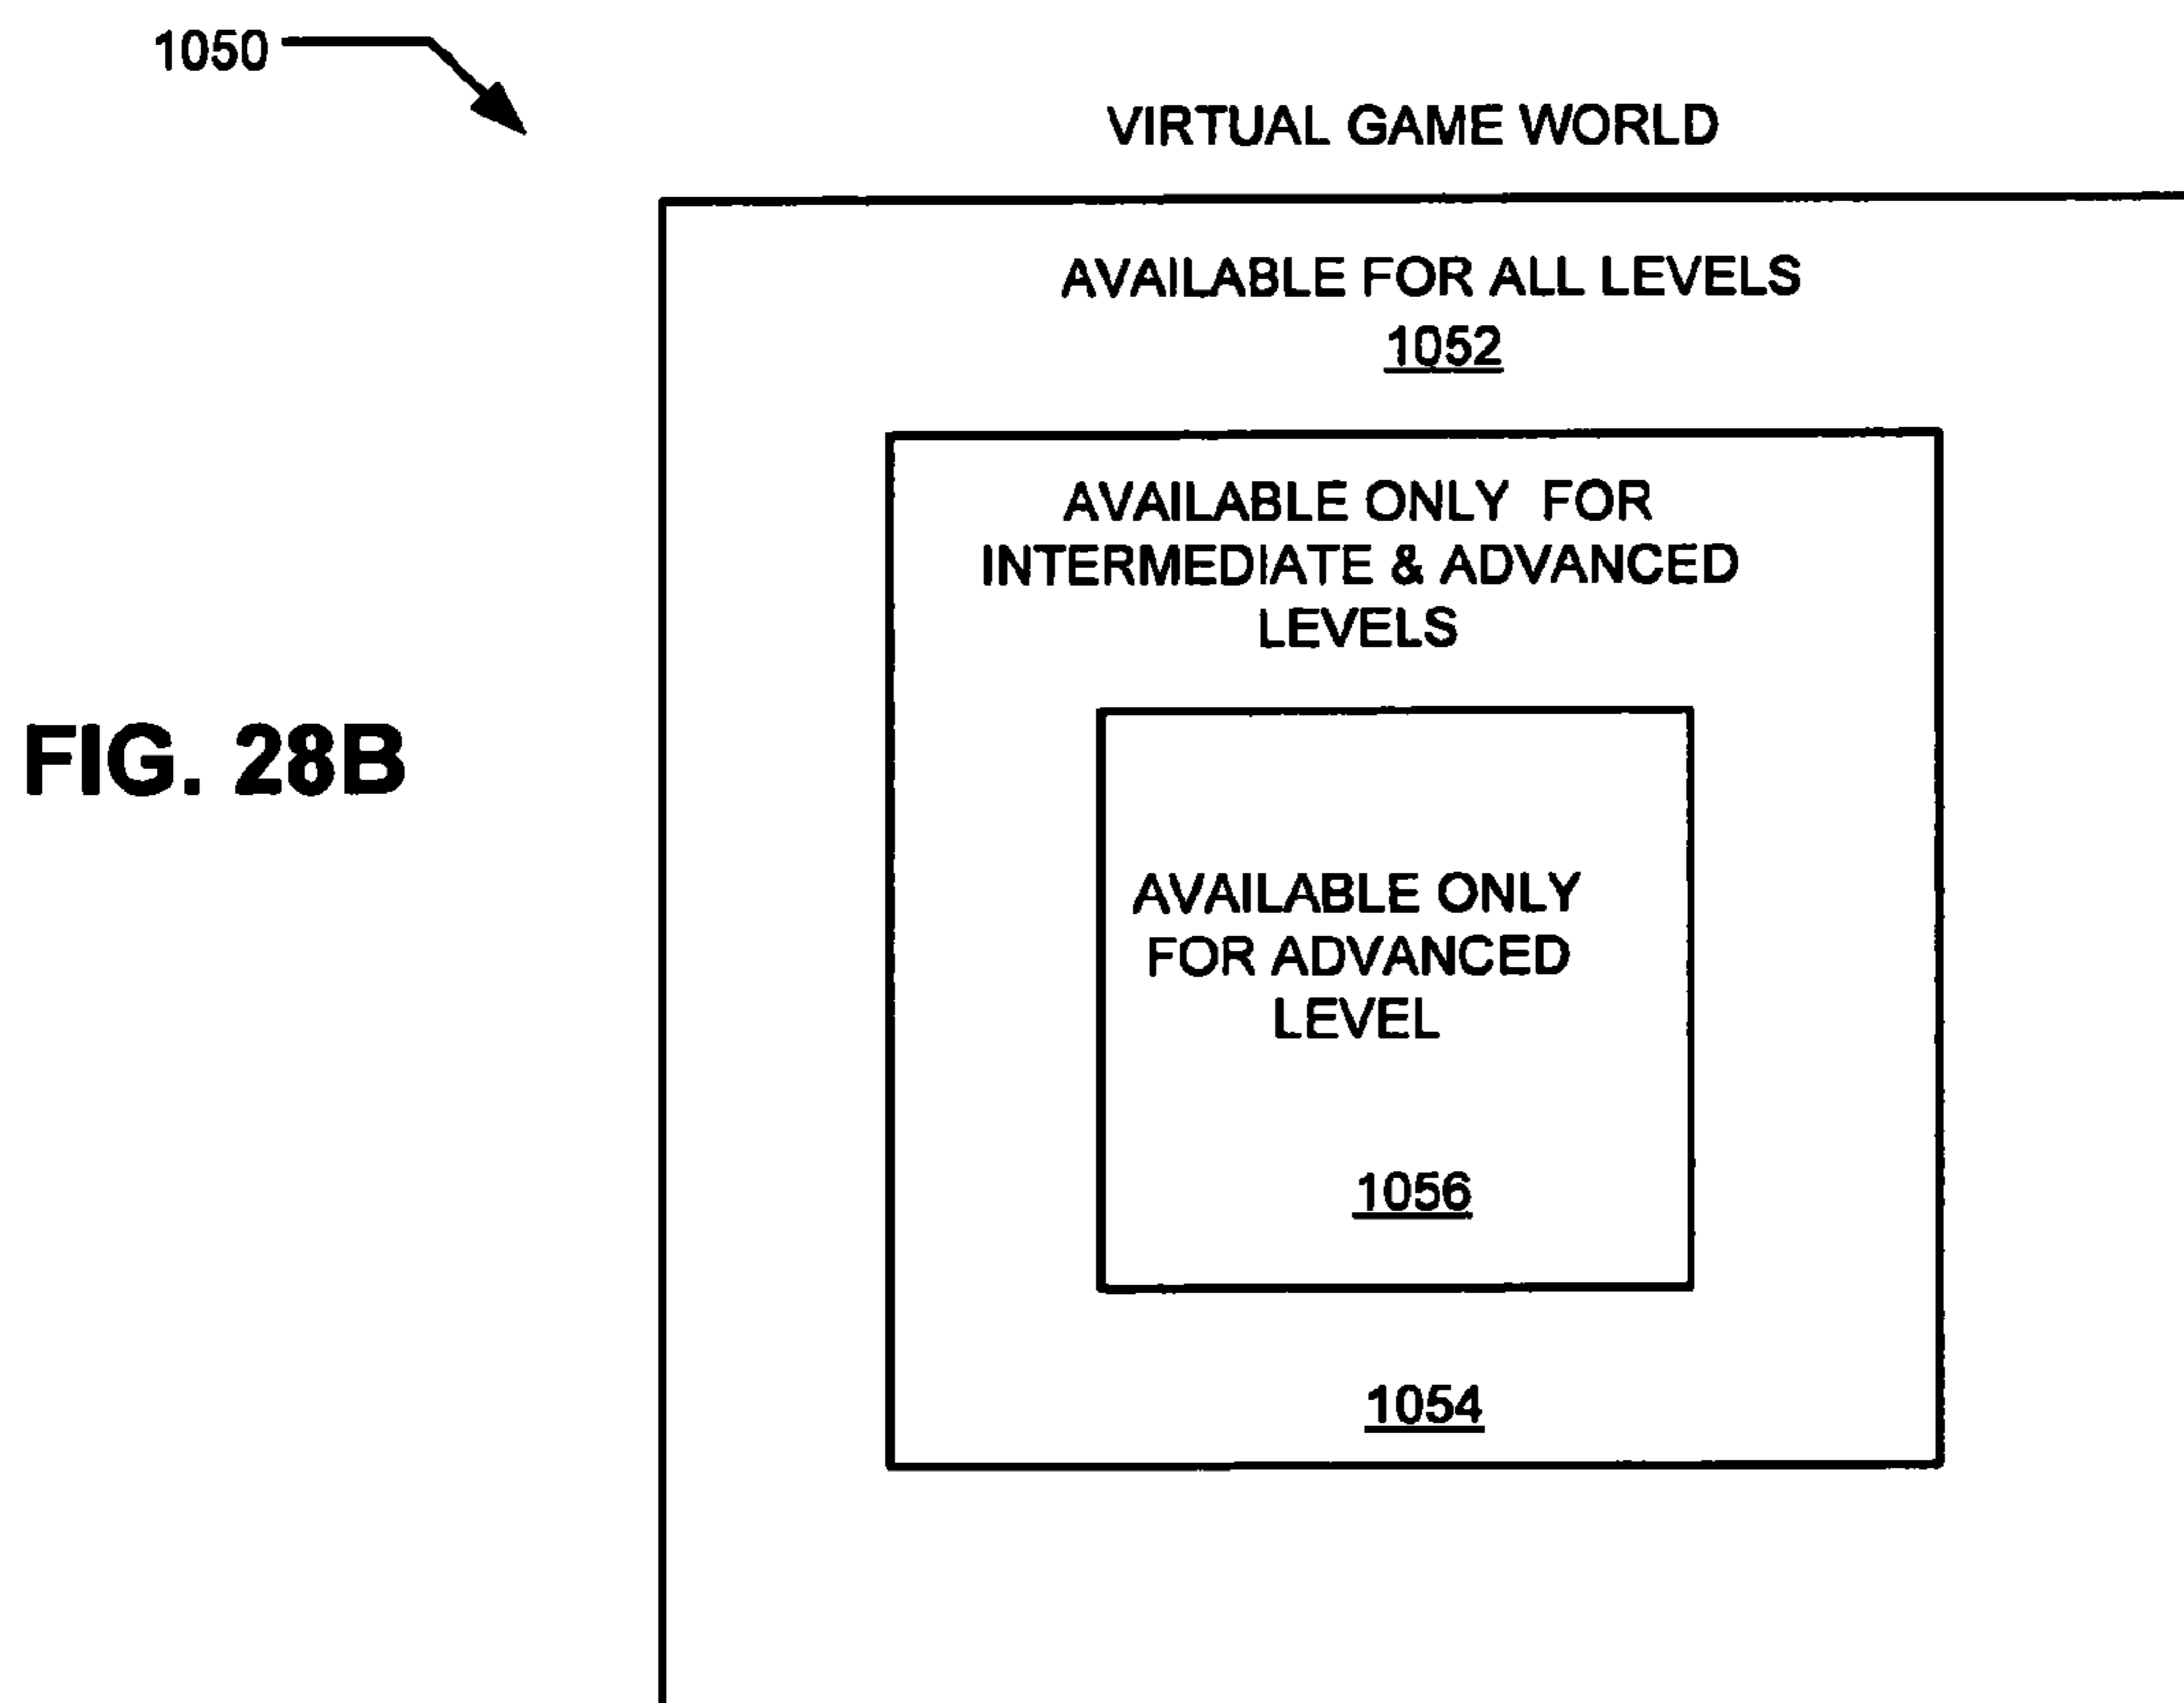 1050
VIRTUAL GAME WORLD
AVAILABLE FOR ALL LEVELS
1052
AVAILABLE ONLY FOR
INTERMEDIATE & ADVANCED
LEVELS
FIG. 28B
AVAILABLE ONLY
FOR ADVANCED
LEVEL
1056
1054